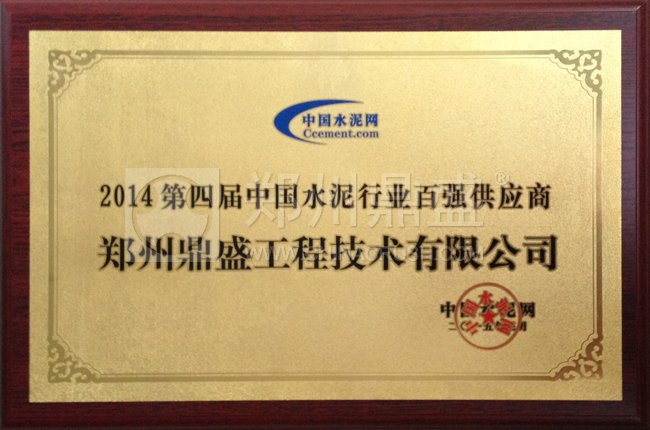 中国水泥网
Ccement.com
2014 第四届中国水泥行业百强供应商
郑州鼎盛®
郑州鼎盛工程技术有限公司
中国水泥网